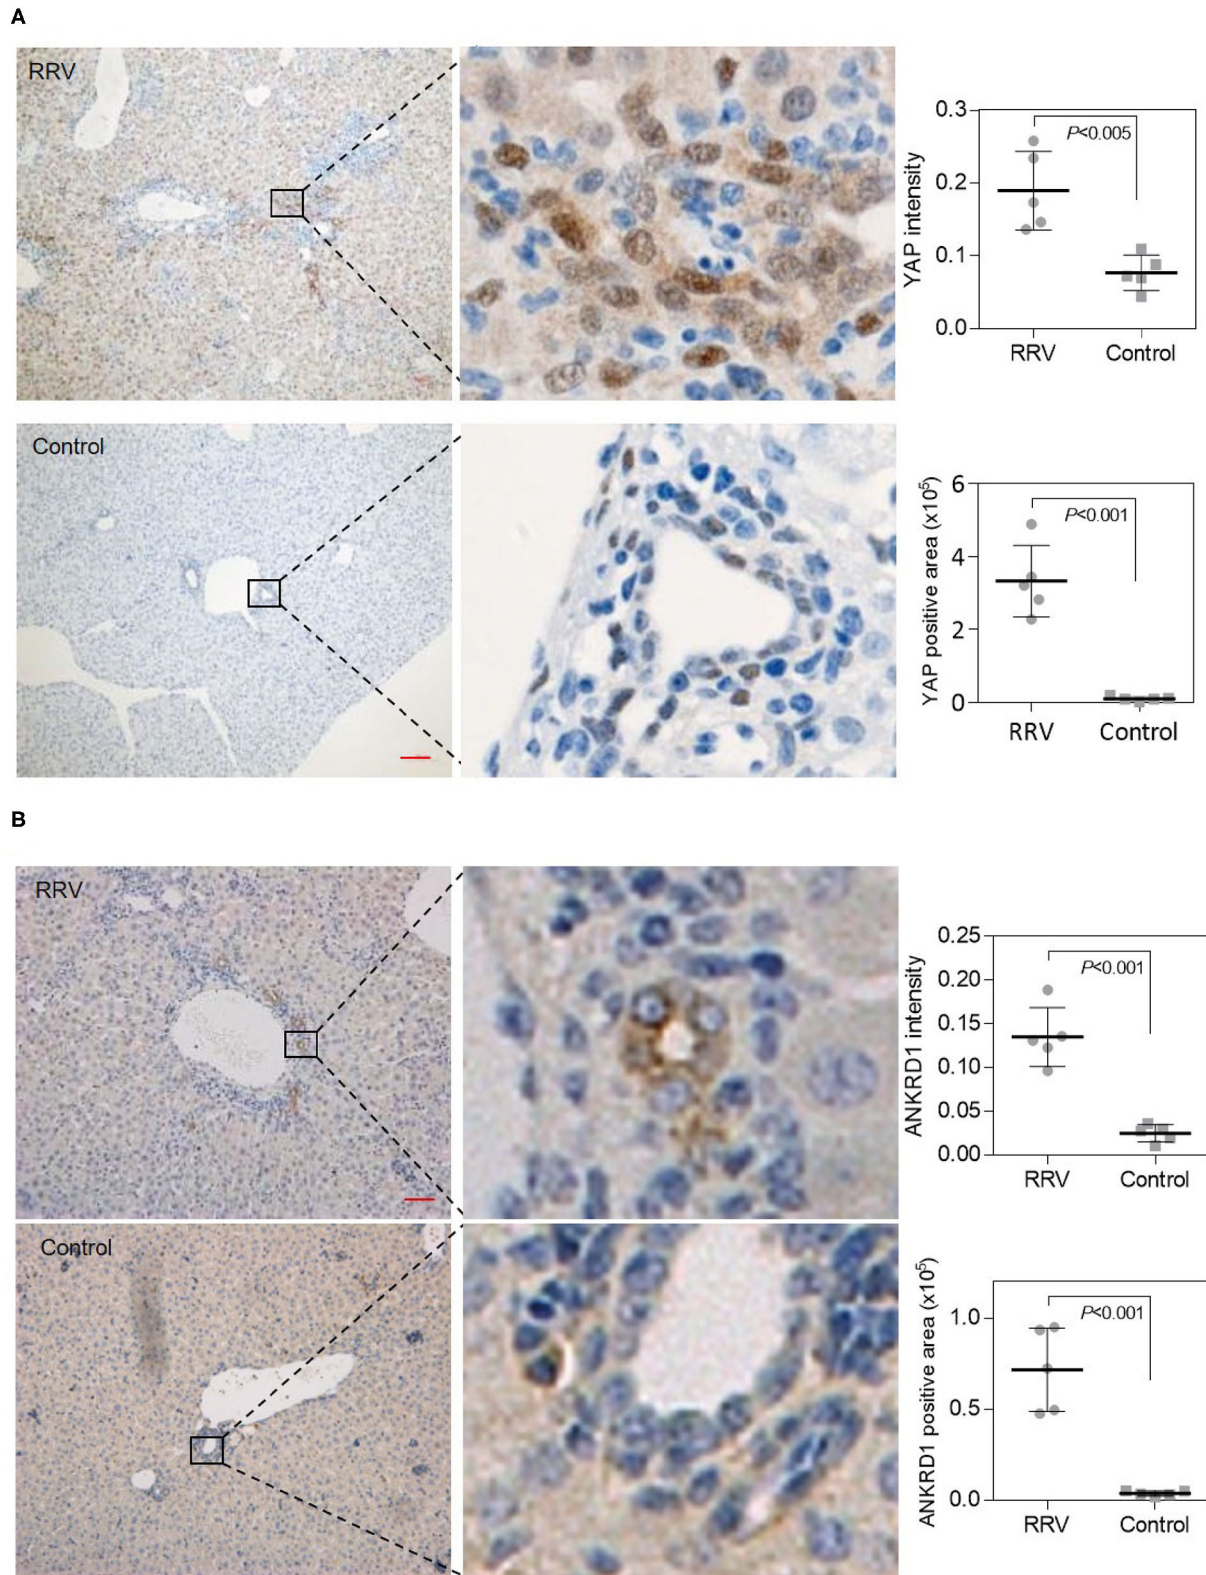 A
RRV
Control
YAP intensity
0.3
0.2
0.1
0.0
P<0.005
RRV
Control
YAP positive area (x10⁵)
6
4
2
0
P<0.001
RRV
Control
B
RRV
Control
ANKRD1 intensity
0.25
0.20
0.15
0.10
0.05
0.00
P<0.001
RRV
Control
ANKRD1 positive area (x10⁵)
1.0
0.5
0.0
P<0.001
RRV
Control